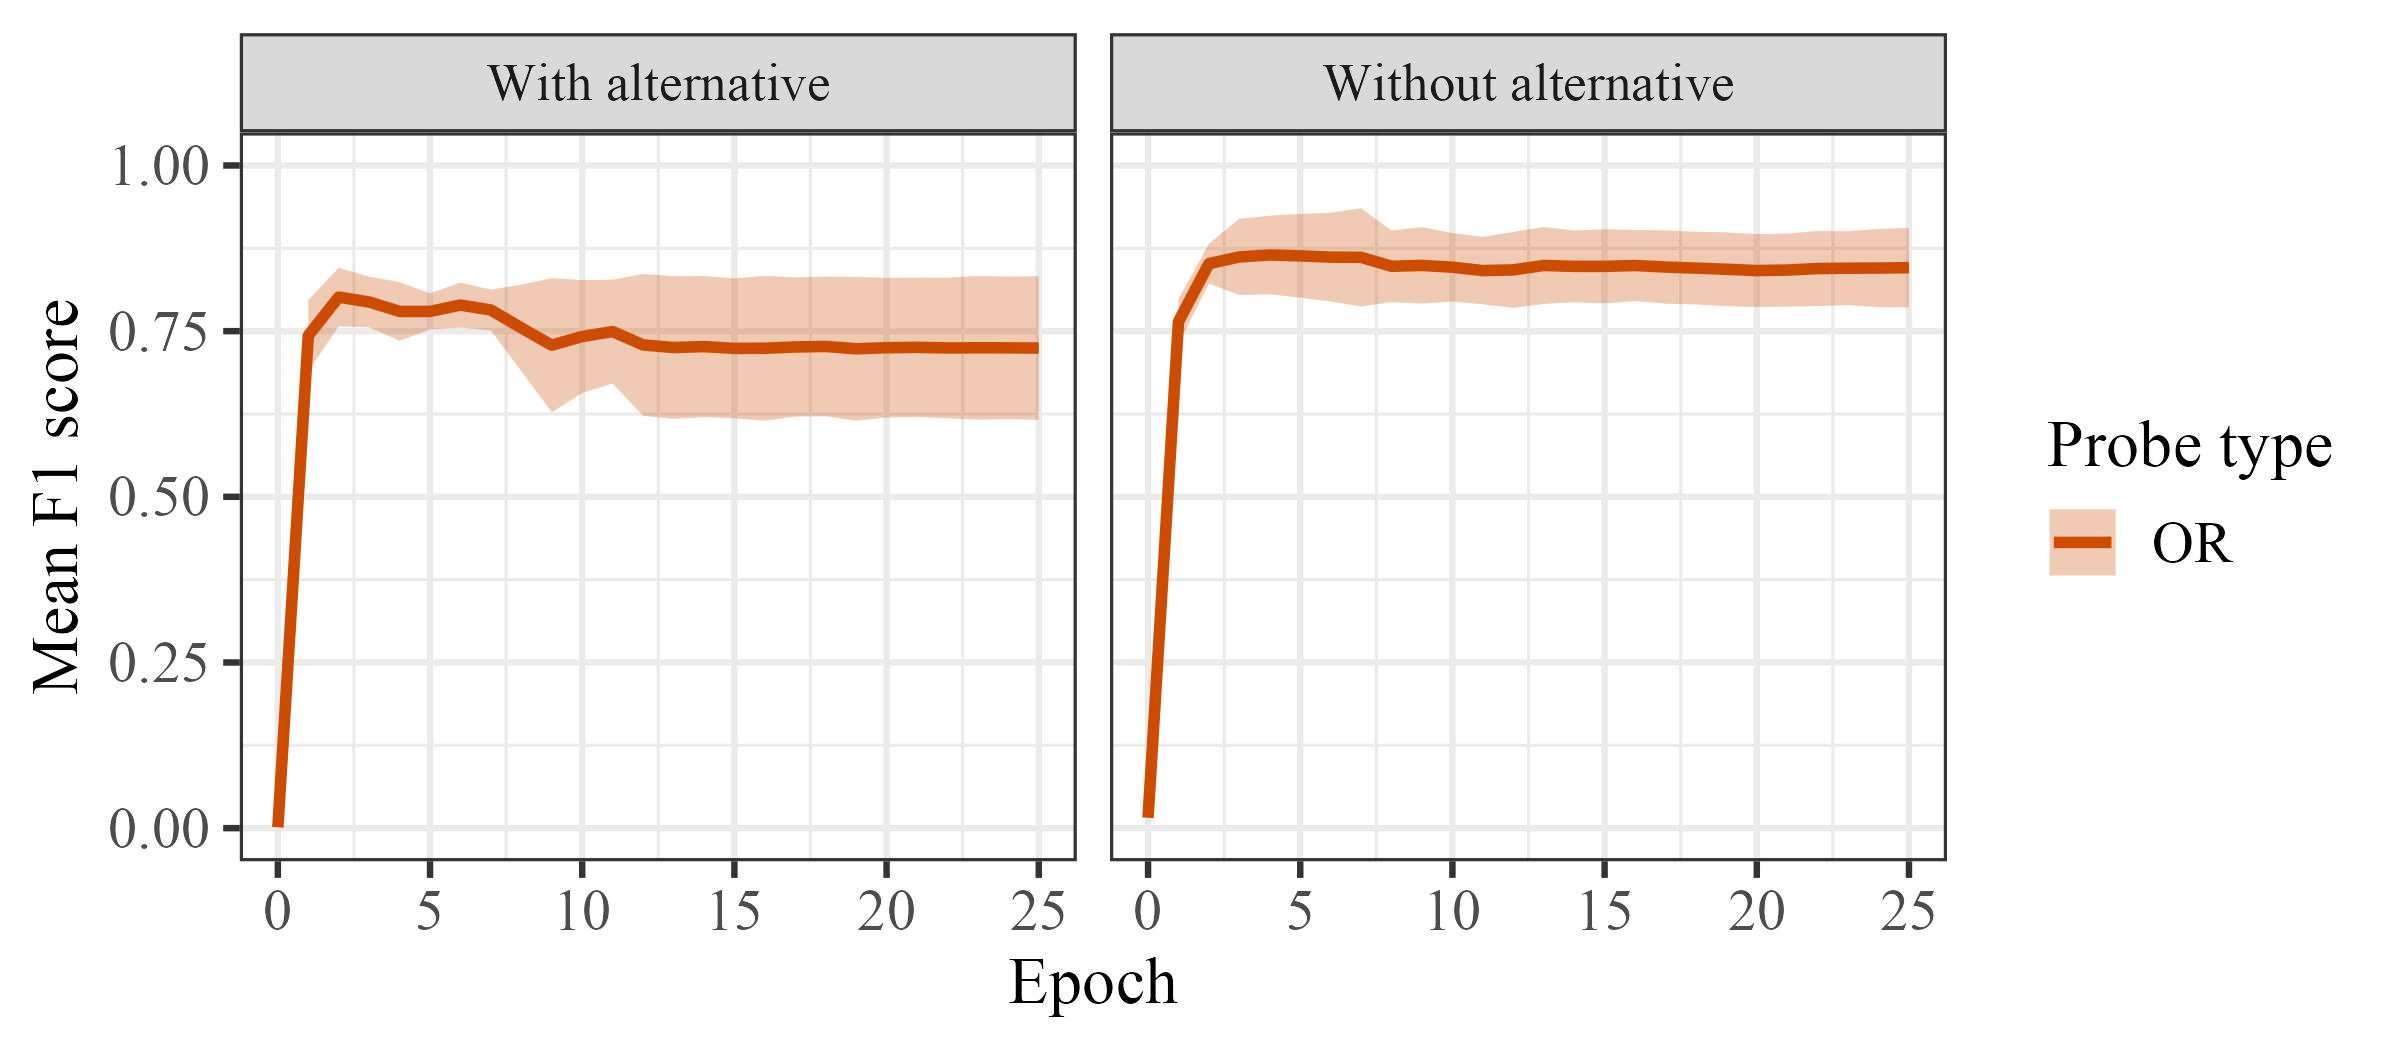 With alternative
Without alternative
1.00
0.75
0.50
0.25
0.00
Mean F1 score
0 5 10 15 20 25
0 5 10 15 20 25
Epoch
Probe type
OR